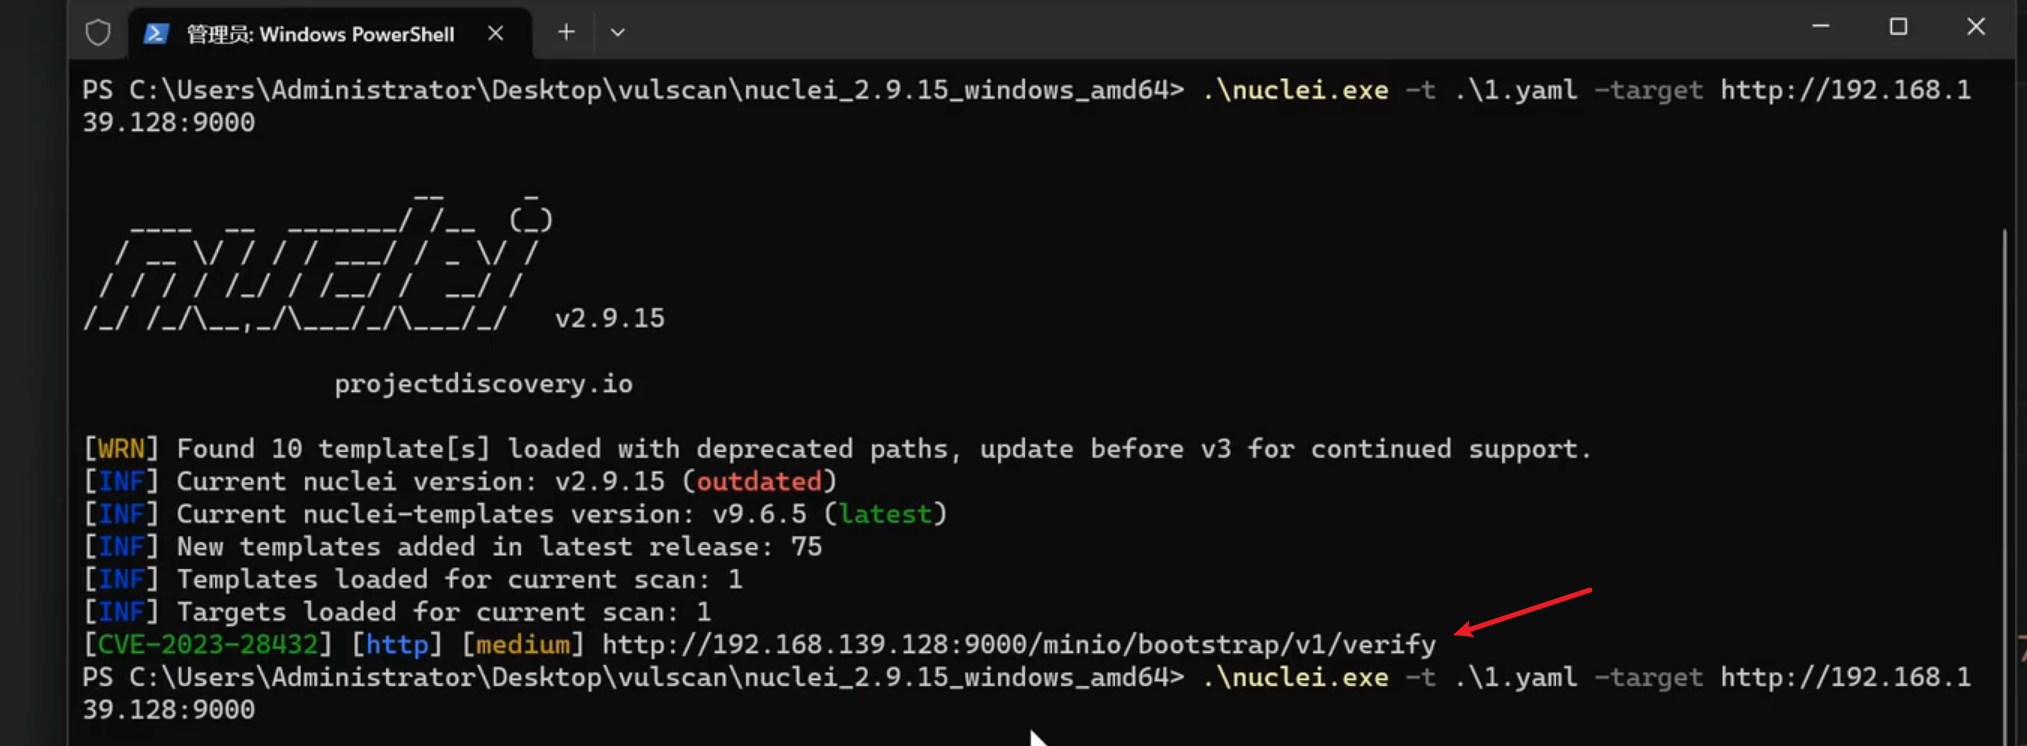 管理员: Windows PowerShell
PS C:\Users\Administrator\Desktop\vulscan\nuclei_2.9.15_windows_amd64> .\nuclei.exe -t .\1.yaml -target http://192.168.1
39.128:9000
                     __     _
   ____  __  _______/ /__  (_)
  / __ \/ / / / ___/ / _ \/ /
 / / / / /_/ / /__/ /  __/ /
/_/ /_/\__,_/\___/_/\___/_/   v2.9.15
projectdiscovery.io
[WRN] Found 10 template[s] loaded with deprecated paths, update before v3 for continued support.
[INF] Current nuclei version: v2.9.15 (outdated)
[INF] Current nuclei-templates version: v9.6.5 (latest)
[INF] New templates added in latest release: 75
[INF] Templates loaded for current scan: 1
[INF] Targets loaded for current scan: 1
[CVE-2023-28432] [http] [medium] http://192.168.139.128:9000/minio/bootstrap/v1/verify
PS C:\Users\Administrator\Desktop\vulscan\nuclei_2.9.15_windows_amd64> .\nuclei.exe -t .\1.yaml -target http://192.168.1
39.128:9000